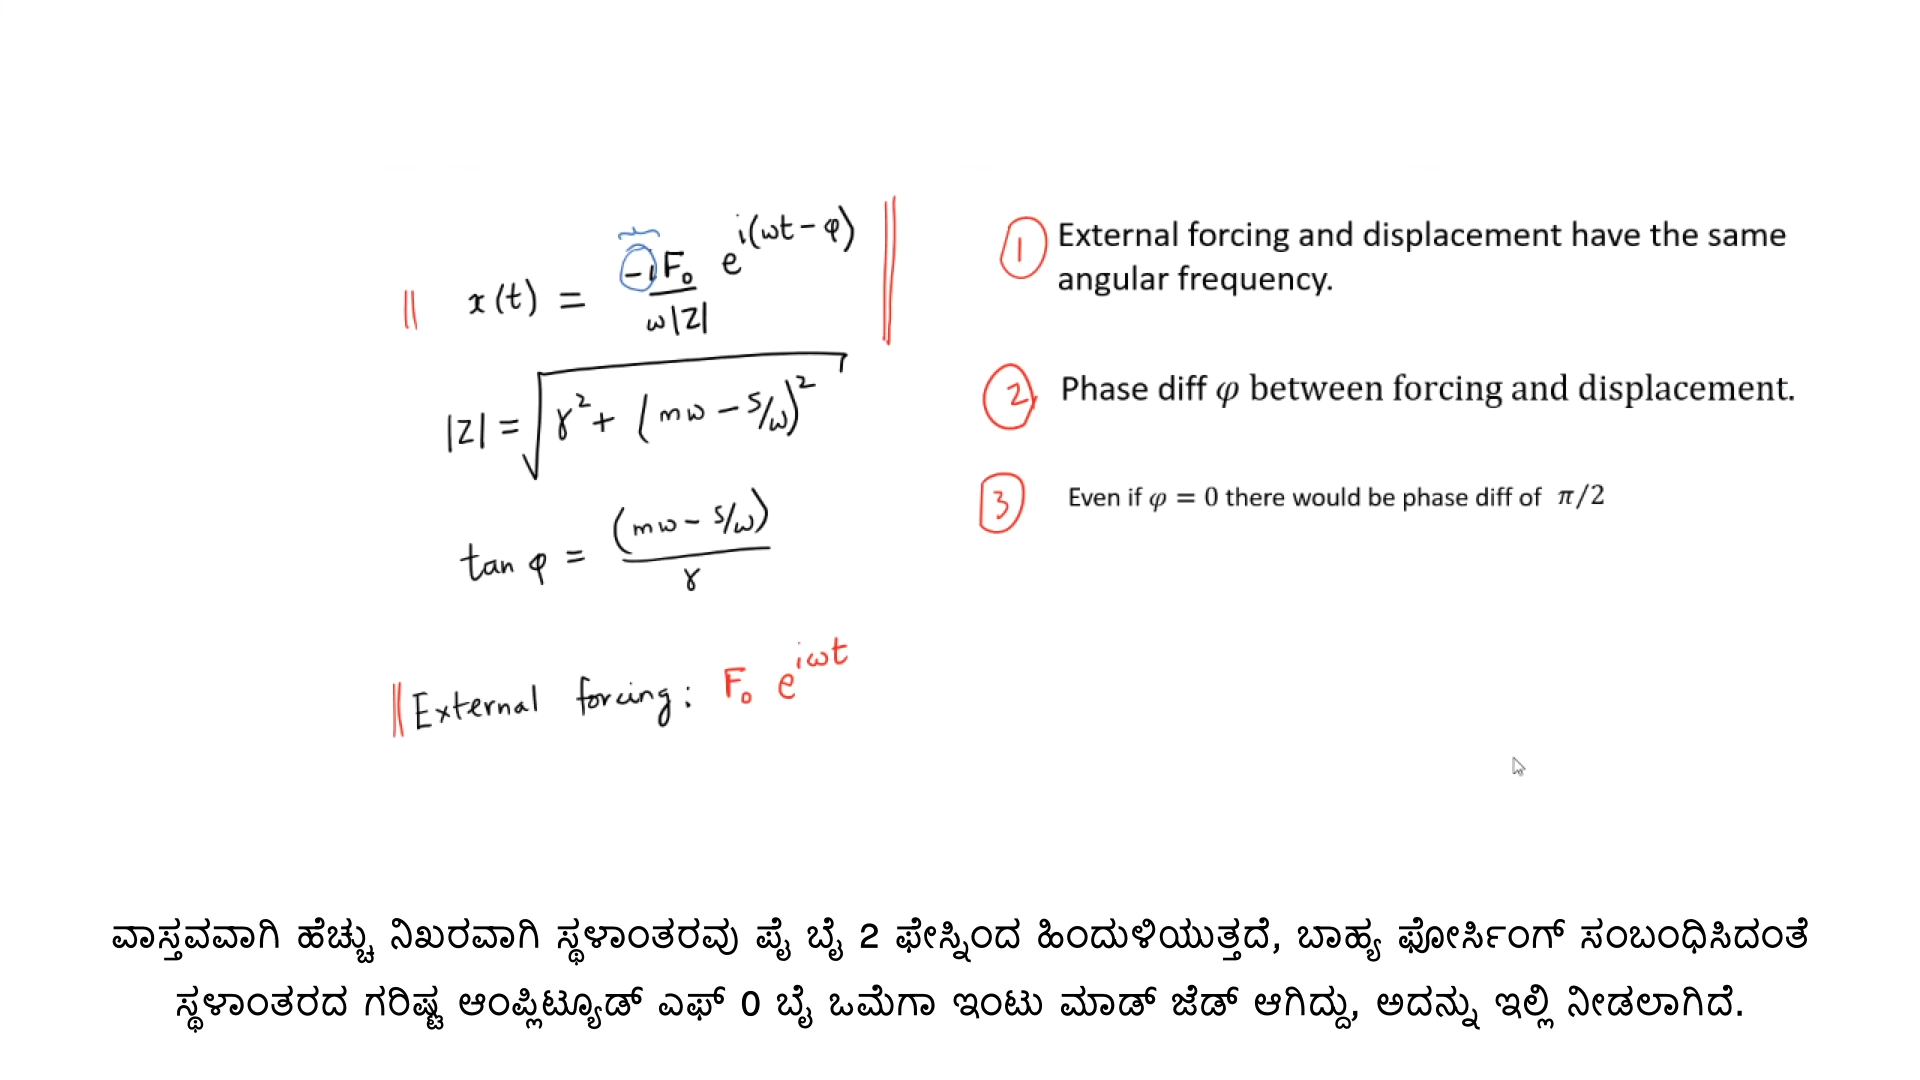 x(t) = -iF₀ / ω|Z| e^{i(ωt - φ)}
|Z| = √(γ² + (mω - s/ω)²)
tan φ = (mω - s/ω) / γ
External forcing: F₀ e^{iωt}
1 External forcing and displacement have the same
angular frequency.
2 Phase diff φ between forcing and displacement.
3 Even if φ = 0 there would be phase diff of π/2
ವಾಸ್ತವವಾಗಿ ಹೆಚ್ಚು ನಿಖರವಾಗಿ ಸ್ಥಳಾಂತರವು ಪೈ ಬೈ 2 ಫೇಸ್ನಿಂದ ಹಿಂದುಳಿಯುತ್ತದೆ, ಬಾಹ್ಯ ಫೋರ್ಸಿಂಗ್ ಸಂಬಂಧಿಸಿದಂತೆ
ಸ್ಥಳಾಂತರದ ಗರಿಷ್ಟ ಆಂಪ್ಲಿಟ್ಯೂಡ್ ಎಫ್ 0 ಬೈ ಒಮೆಗಾ ಇಂಟು ಮಾಡ್ ಜೆಡ್ ಆಗಿದ್ದು, ಅದನ್ನು ಇಲ್ಲಿ ನೀಡಲಾಗಿದೆ.